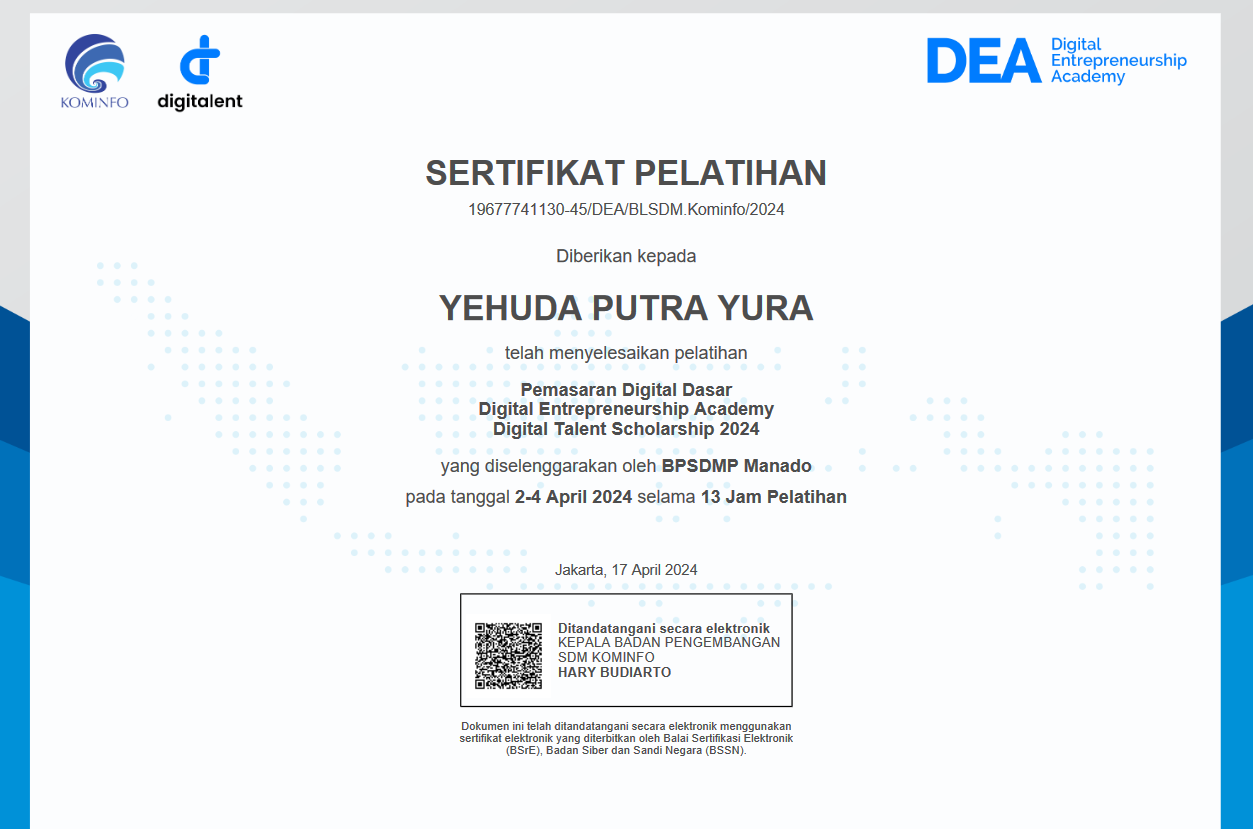 KOMINFO
digitalent
DEA
Digital
Entrepreneurship
Academy
SERTIFIKAT PELATIHAN
19677741130-45/DEA/BLSDM.Kominfo/2024
Diberikan kepada
YEHUDA PUTRA YURA
telah menyelesaikan pelatihan
Pemasaran Digital Dasar
Digital Entrepreneurship Academy
Digital Talent Scholarship 2024
yang diselenggarakan oleh BPSDMP Manado
pada tanggal 2-4 April 2024 selama 13 Jam Pelatihan
Jakarta, 17 April 2024
Ditandatangani secara elektronik
KEPALA BADAN PENGEMBANGAN
SDM KOMINFO
HARY BUDIARTO
Dokumen ini telah ditandatangani secara elektronik menggunakan
sertifikat elektronik yang diterbitkan oleh Balai Sertifikasi Elektronik
(BSrE), Badan Siber dan Sandi Negara (BSSN).